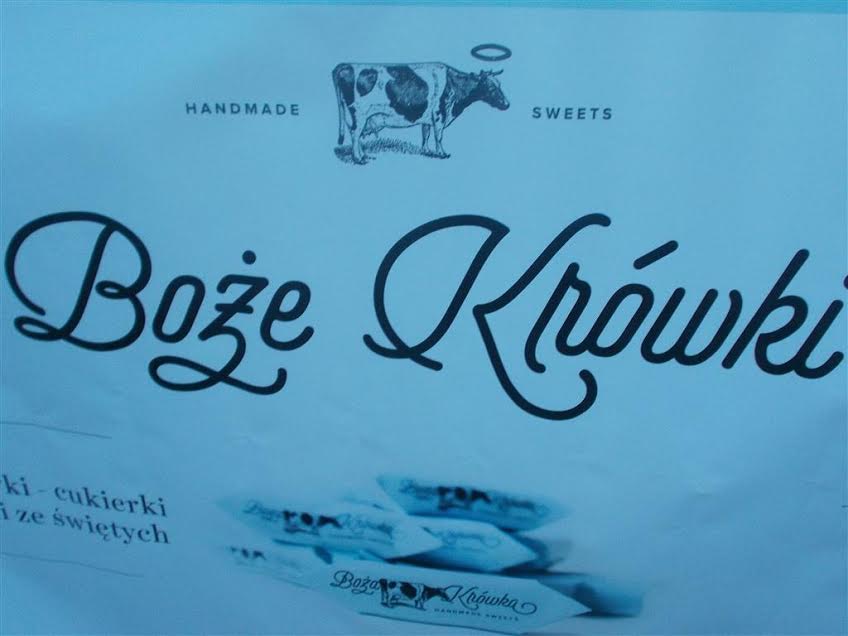 HANDMADE SWEETS
Boże Krówki
ki - cukierki
i ze świętych
Boża Krówka
HANDMADE SWEETS